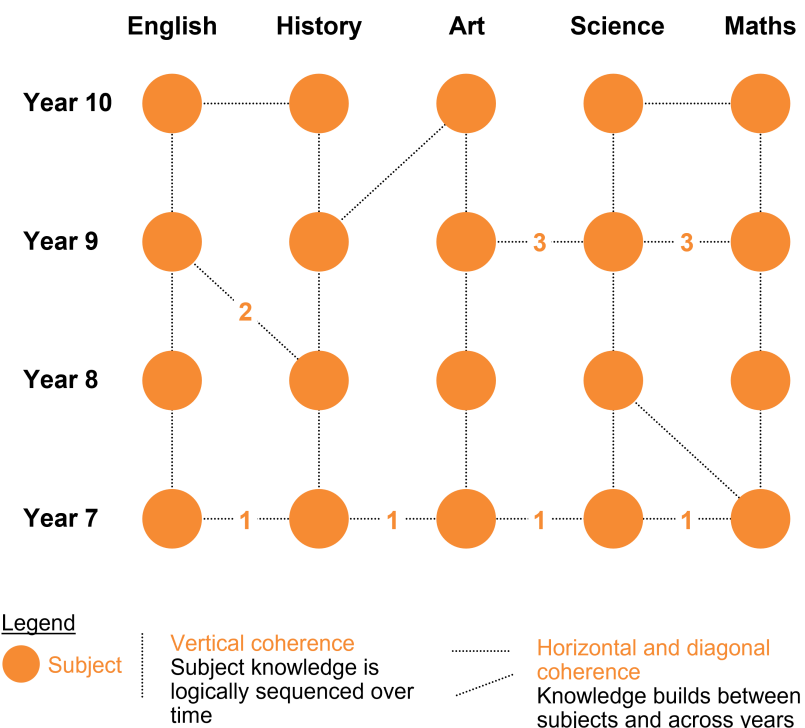 English History Art Science Maths
Year 10
Year 9 3 3
2
Year 8
Year 7 1 1 1 1
Legend
Subject
Vertical coherence
Subject knowledge is
logically sequenced over
time
Horizontal and diagonal
coherence
Knowledge builds between
subjects and across years